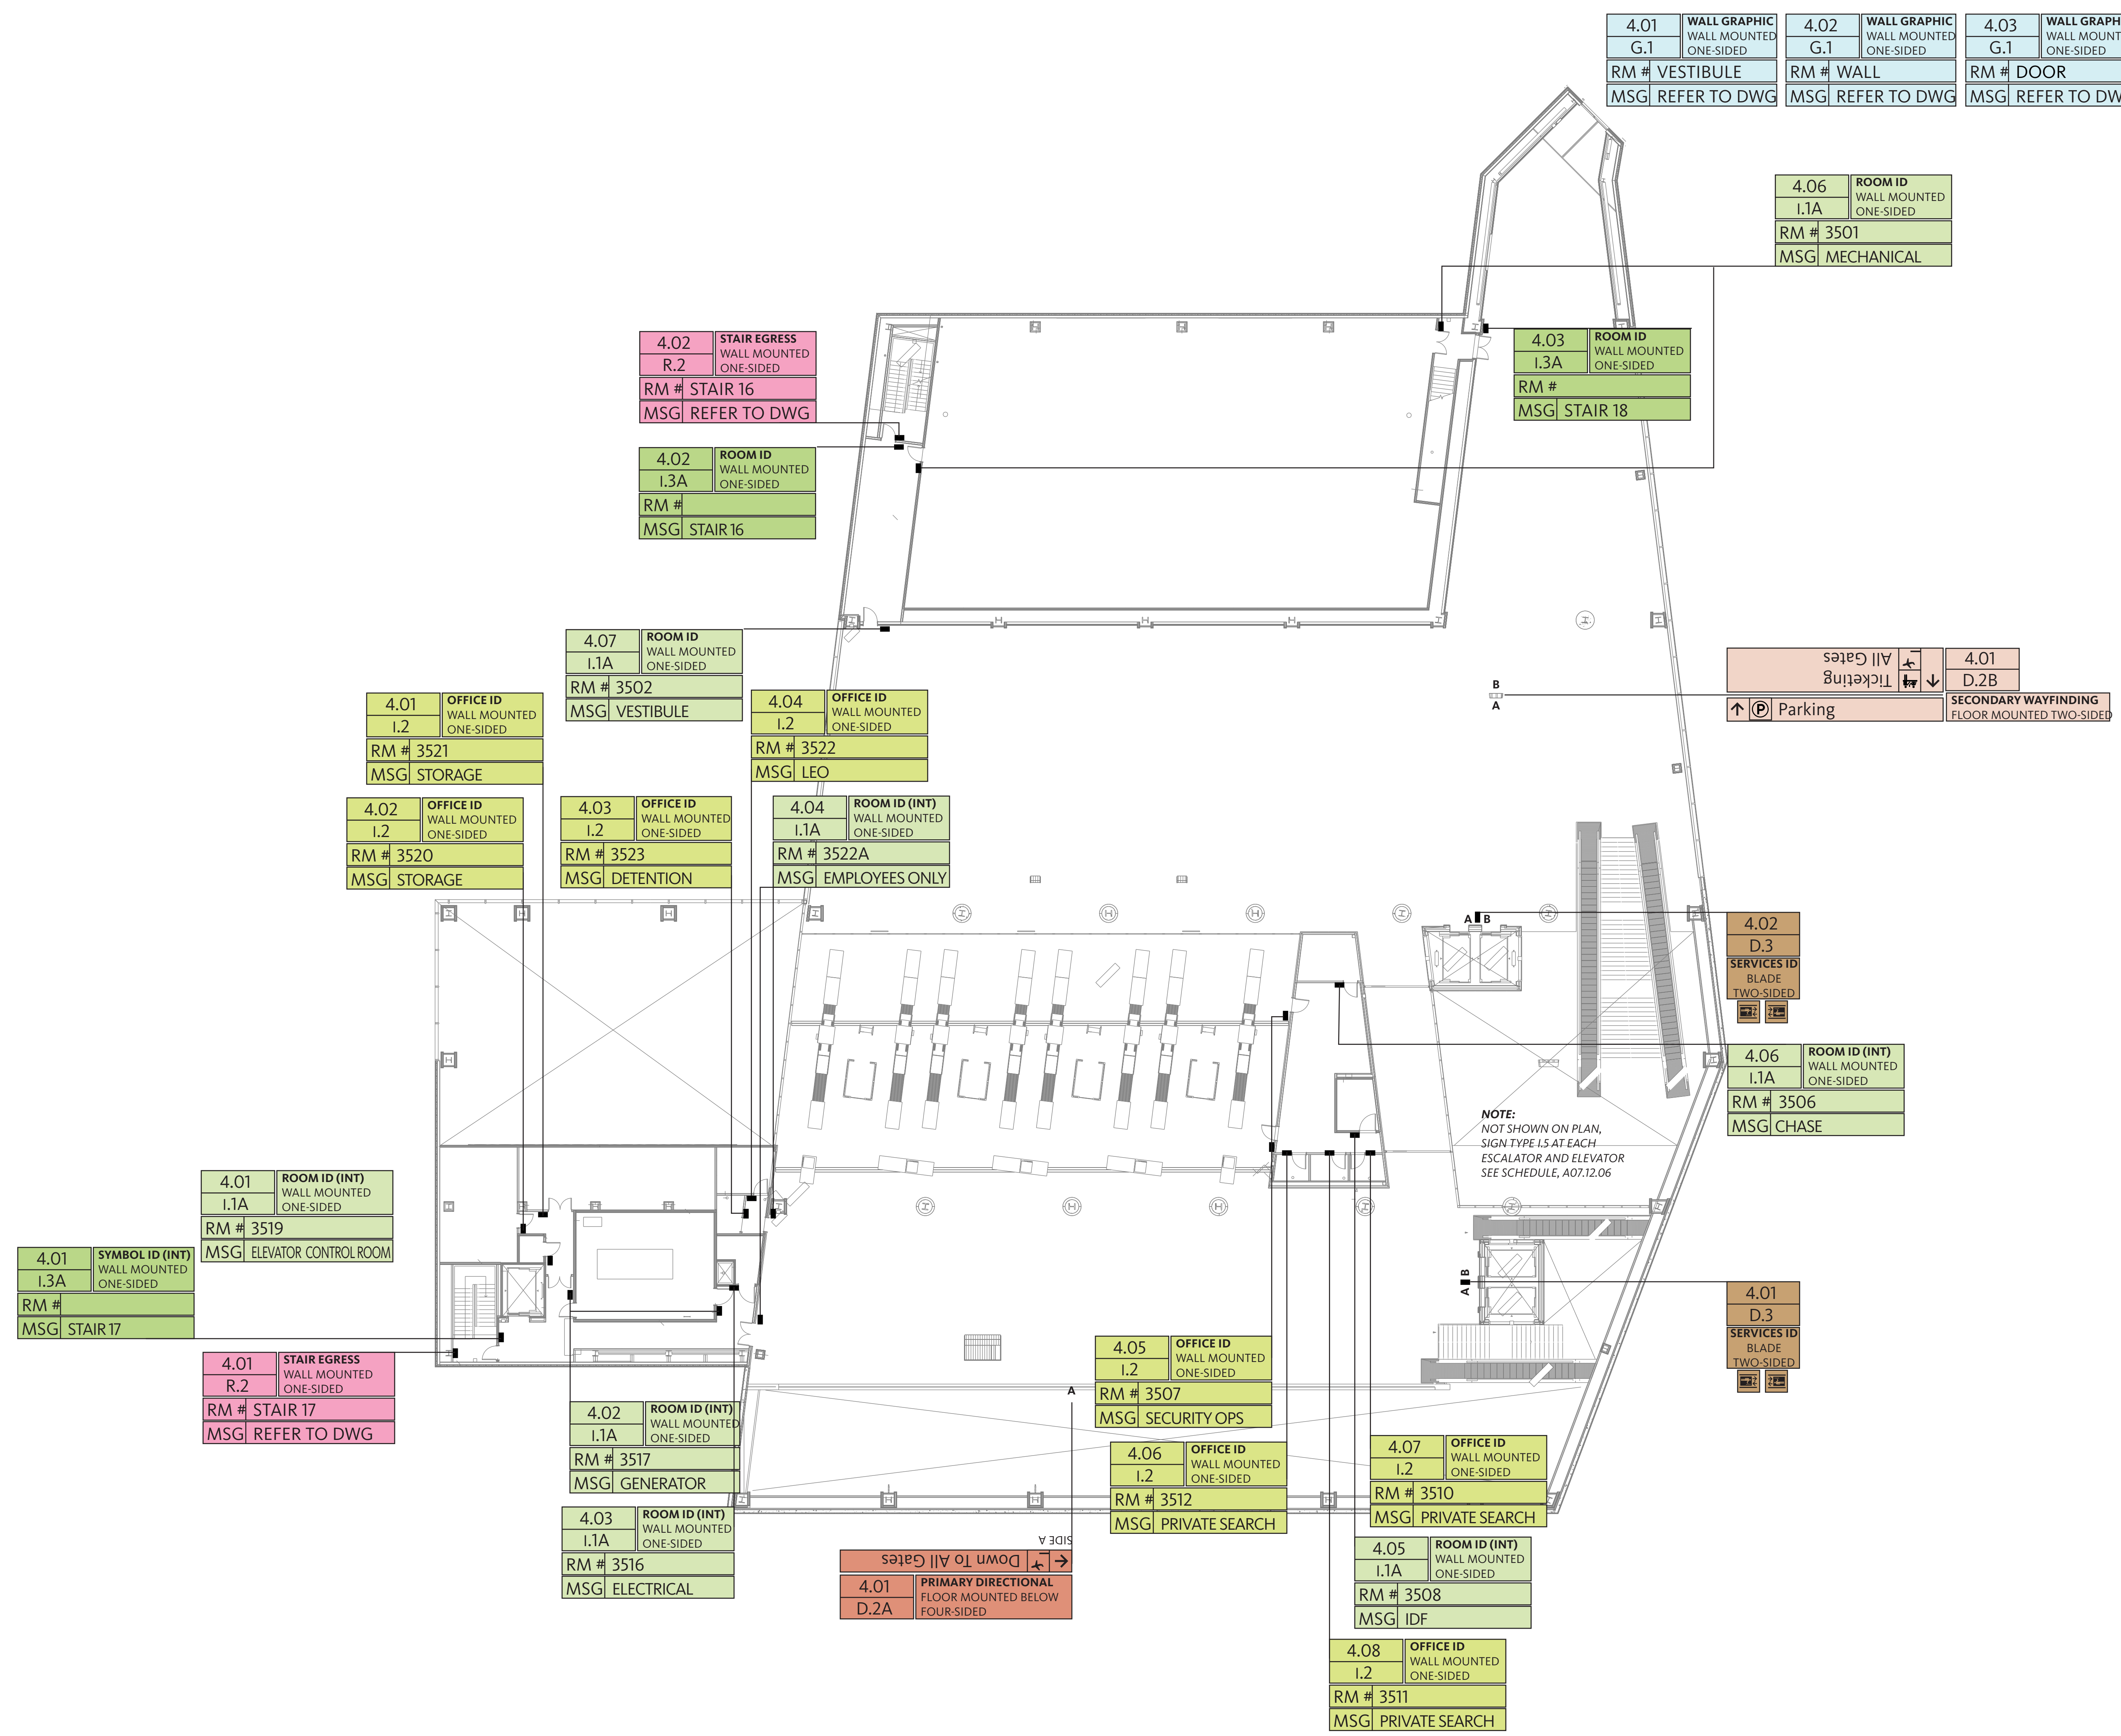 4.01 WALL GRAPHIC
WALL MOUNTED
G.1 ONE-SIDED
RM # VESTIBULE
MSG REFER TO DWG
4.02 WALL GRAPHIC
WALL MOUNTED
G.1 ONE-SIDED
RM # WALL
MSG REFER TO DWG
4.03 WALL GRAPH
WALL MOUNT
G.1 ONE-SIDED
RM # DOOR
MSG REFER TO DW
4.06 ROOM ID
WALL MOUNTED
I.1A ONE-SIDED
RM # 3501
MSG MECHANICAL
4.02 STAIR EGRESS
WALL MOUNTED
R.2 ONE-SIDED
RM # STAIR 16
MSG REFER TO DWG
4.03 ROOM ID
WALL MOUNTED
I.3A ONE-SIDED
RM #
MSG STAIR 18
4.02 ROOM ID
WALL MOUNTED
I.3A ONE-SIDED
RM #
MSG STAIR 16
4.07 ROOM ID
WALL MOUNTED
I.1A ONE-SIDED
RM # 3502
MSG VESTIBULE
B
A
All Gates
Ticketing
P Parking
4.01
D.2B
SECONDARY WAYFINDING
FLOOR MOUNTED TWO-SIDED
4.01 OFFICE ID
WALL MOUNTED
I.2 ONE-SIDED
RM # 3521
MSG STORAGE
4.04 OFFICE ID
WALL MOUNTED
I.2 ONE-SIDED
RM # 3522
MSG LEO
4.02 OFFICE ID
WALL MOUNTED
I.2 ONE-SIDED
RM # 3520
MSG STORAGE
4.03 OFFICE ID
WALL MOUNTED
I.2 ONE-SIDED
RM # 3523
MSG DETENTION
4.04 ROOM ID (INT)
WALL MOUNTED
I.1A ONE-SIDED
RM # 3522A
MSG EMPLOYEES ONLY
A B
4.02
D.3
SERVICES ID
BLADE
TWO-SIDED
4.06 ROOM ID (INT)
WALL MOUNTED
I.1A ONE-SIDED
RM # 3506
MSG CHASE
NOTE:
NOT SHOWN ON PLAN,
SIGN TYPE I.5 AT EACH
ESCALATOR AND ELEVATOR
SEE SCHEDULE, A07.12.06
4.01 ROOM ID (INT)
WALL MOUNTED
I.1A ONE-SIDED
RM # 3519
MSG ELEVATOR CONTROL ROOM
4.01 SYMBOL ID (INT)
WALL MOUNTED
I.3A ONE-SIDED
RM #
MSG STAIR 17
A B
4.01
D.3
SERVICES ID
BLADE
TWO-SIDED
4.01 STAIR EGRESS
WALL MOUNTED
R.2 ONE-SIDED
RM # STAIR 17
MSG REFER TO DWG
4.05 OFFICE ID
WALL MOUNTED
I.2 ONE-SIDED
RM # 3507
MSG SECURITY OPS
A
4.02 ROOM ID (INT)
WALL MOUNTED
I.1A ONE-SIDED
RM # 3517
MSG GENERATOR
4.06 OFFICE ID
WALL MOUNTED
I.2 ONE-SIDED
RM # 3512
MSG PRIVATE SEARCH
4.07 OFFICE ID
WALL MOUNTED
I.2 ONE-SIDED
RM # 3510
MSG PRIVATE SEARCH
4.03 ROOM ID (INT)
WALL MOUNTED
I.1A ONE-SIDED
RM # 3516
MSG ELECTRICAL
SIDE A
Down To All Gates
4.01 PRIMARY DIRECTIONAL
FLOOR MOUNTED BELOW
D.2A FOUR-SIDED
4.05 ROOM ID (INT)
WALL MOUNTED
I.1A ONE-SIDED
RM # 3508
MSG IDF
4.08 OFFICE ID
WALL MOUNTED
I.2 ONE-SIDED
RM # 3511
MSG PRIVATE SEARCH